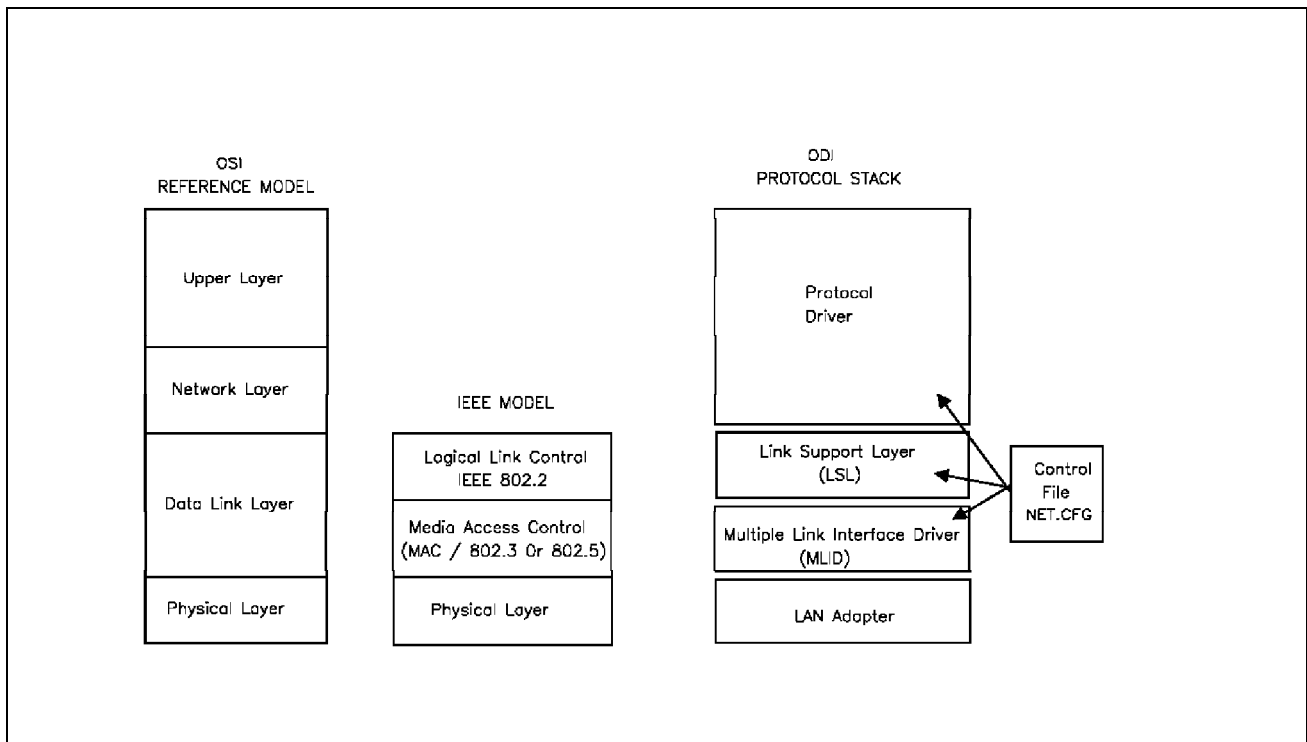 OSI
REFERENCE MODEL
Upper Layer
Network Layer
Data Link Layer
Physical Layer
IEEE MODEL
Logical Link Control
IEEE 802.2
Media Access Control
(MAC / 802.3 Or 802.5)
Physical Layer
ODI
PROTOCOL STACK
Protocol
Driver
Link Support Layer
(LSL)
Multiple Link Interface Driver
(MLID)
LAN Adapter
Control
File
NET.CFG